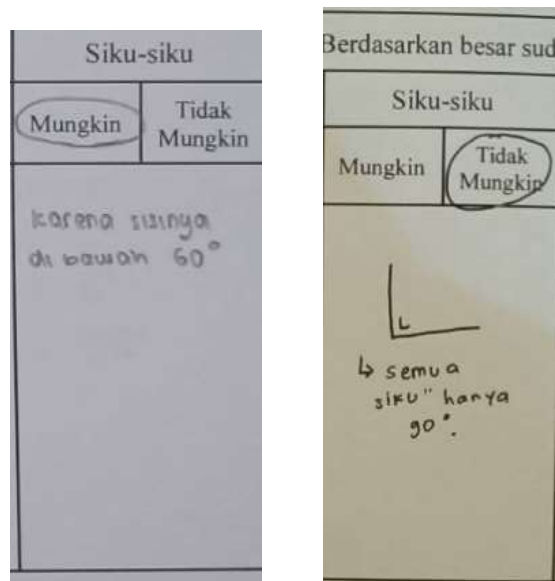 Siku-siku
Mungkin
Tidak
Mungkin
karena sisinya
di bawah 60°
Berdasarkan besar sud
Siku-siku
Mungkin
Tidak
Mungkin
↳ semua
siku" hanya
90°.